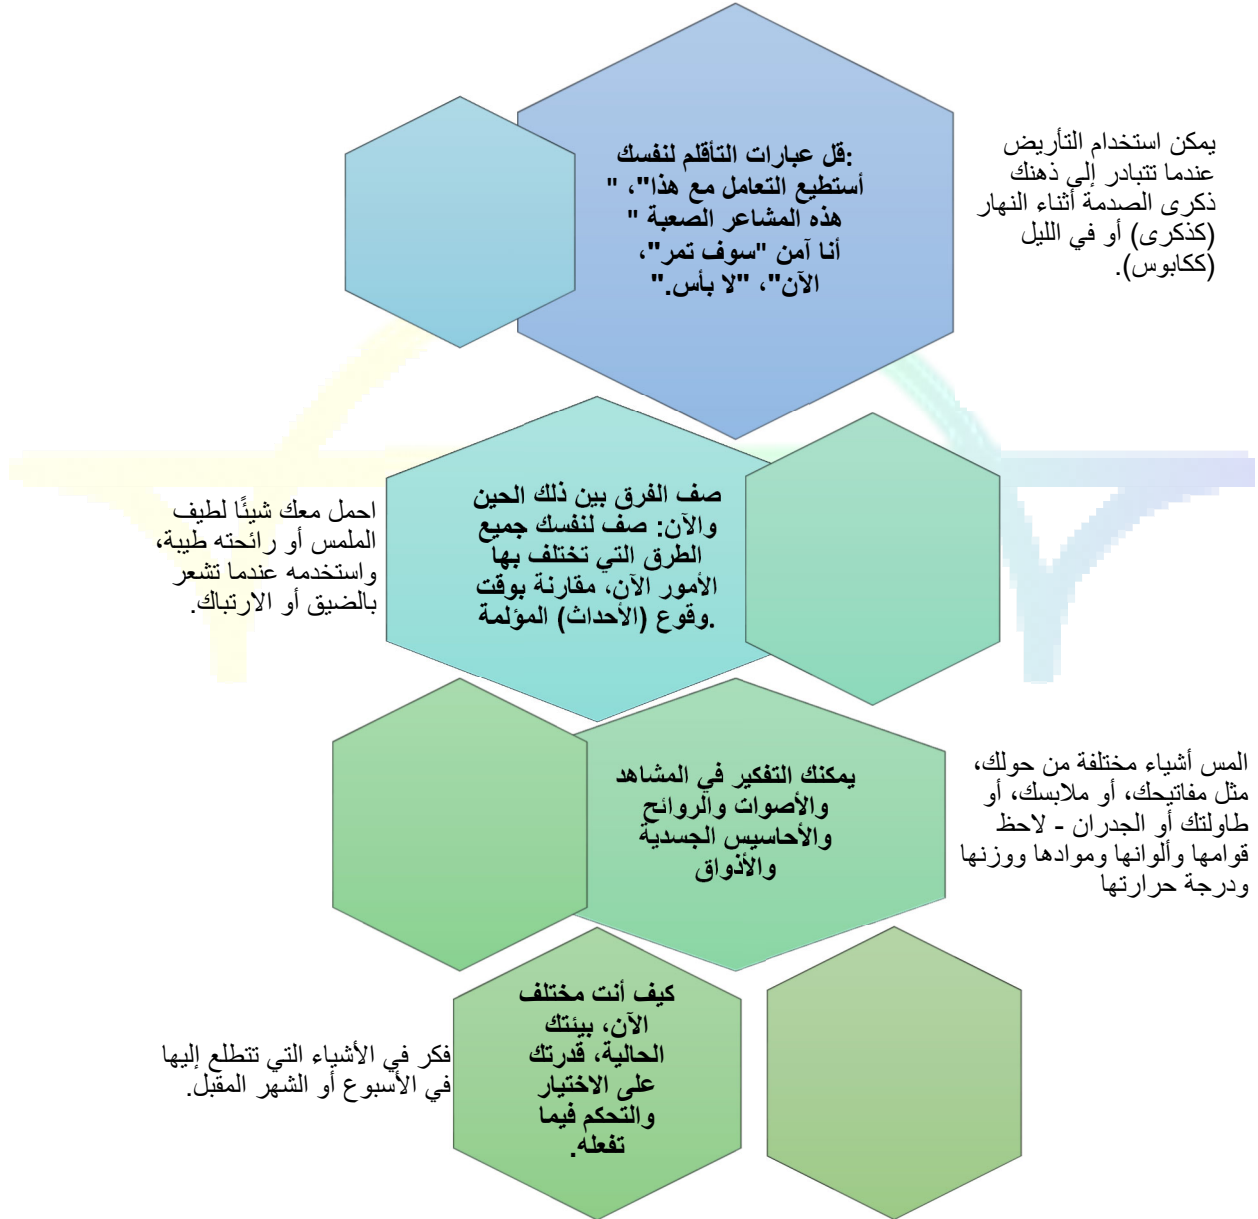 قل عبارات التأقلم لنفسك:
أستطيع التعامل مع هذا"، "
هذه المشاعر الصعبة "
أنا آمن "سوف تمر"،
الآن"، "لا بأس."
يمكن استخدام التأريض
عندما تتبادر إلى ذهنك
ذكرى الصدمة أثناء النهار
(كذكرى) أو في الليل
(ككابوس).
صف الفرق بين ذلك الحين
والآن: صف لنفسك جميع
الطرق التي تختلف بها
الأمور الآن، مقارنة بوقت
وقوع (الأحداث) المؤلمة.
احمل معك شيئًا لطيف
الملمس أو رائحته طيبة،
واستخدمه عندما تشعر
بالضيق أو الارتباك.
يمكنك التفكير في المشاهد
والأصوات والروائح
والأحاسيس الجسدية
والأذواق
المس أشياء مختلفة من حولك،
مثل مفاتيحك، أو ملابسك، أو
طاولتك أو الجدران - لاحظ
قوامها وألوانها وموادها ووزنها
ودرجة حرارتها
كيف أنت مختلف
الآن، بيئتك
الحالية، قدرتك
على الاختيار
والتحكم فيما
تفعله.
فكر في الأشياء التي تتطلع إليها
في الأسبوع أو الشهر المقبل.